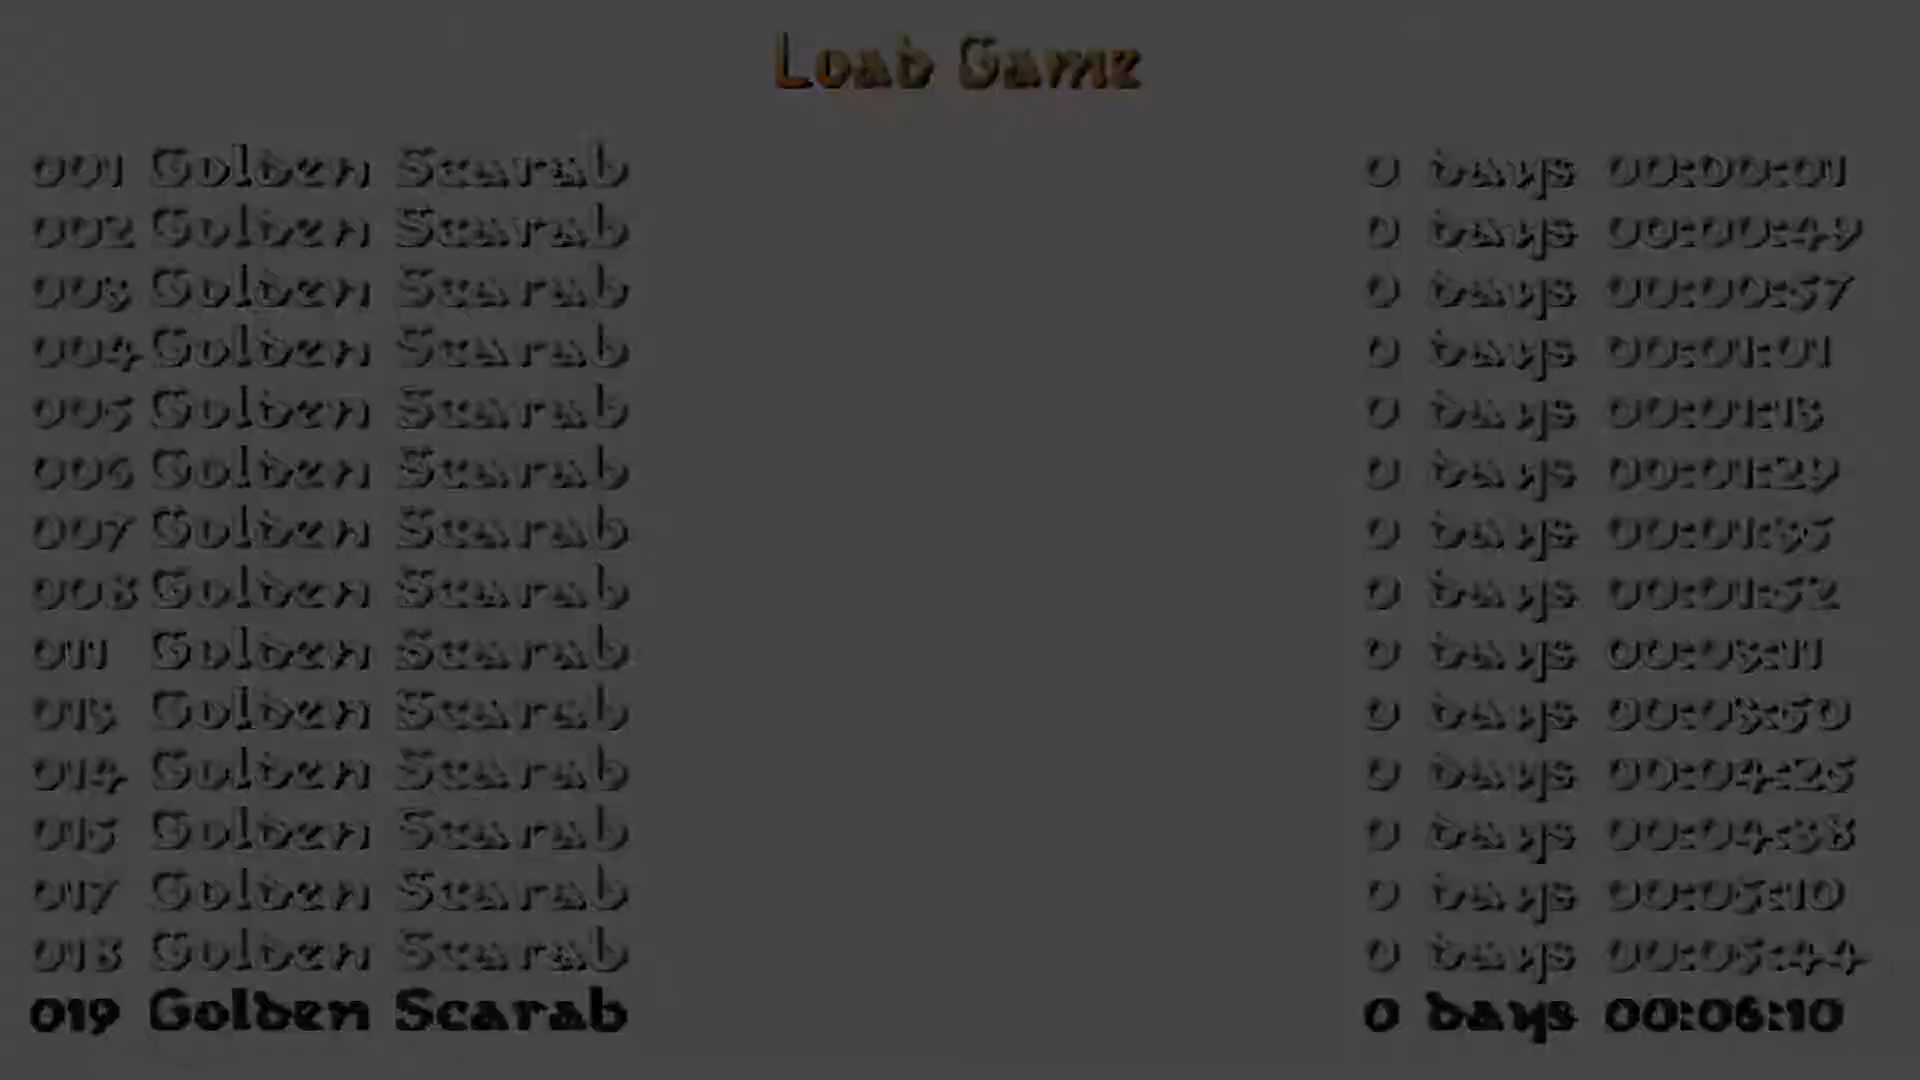 Load Game
001 Golden Scarab 0 days 00:00:01
002 Golden Scarab 0 days 00:00:49
003 Golden Scarab 0 days 00:00:57
004 Golden Scarab 0 days 00:01:01
005 Golden Scarab 0 days 00:01:13
006 Golden Scarab 0 days 00:01:29
007 Golden Scarab 0 days 00:01:35
008 Golden Scarab 0 days 00:01:52
011 Golden Scarab 0 days 00:03:11
013 Golden Scarab 0 days 00:03:50
014 Golden Scarab 0 days 00:04:25
015 Golden Scarab 0 days 00:04:38
017 Golden Scarab 0 days 00:05:10
018 Golden Scarab 0 days 00:05:44
019 Golden Scarab 0 days 00:06:10